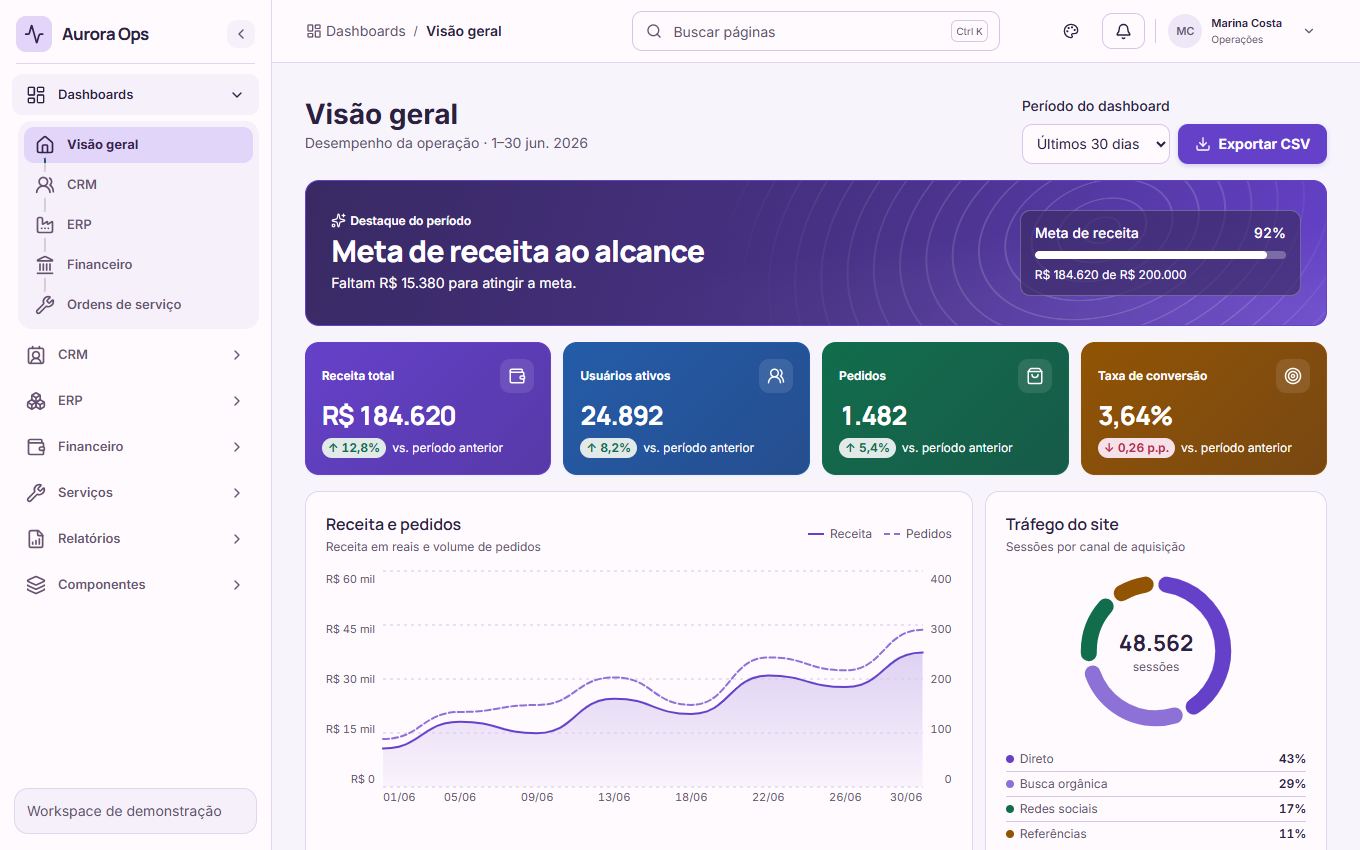 Aurora Ops
Dashboards
Visão geral
CRM
ERP
Financeiro
Ordens de serviço
CRM
ERP
Financeiro
Serviços
Relatórios
Componentes
Workspace de demonstração
Dashboards / Visão geral
Buscar páginas
Ctrl K
MC
Marina Costa
Operações
Visão geral
Desempenho da operação · 1–30 jun. 2026
Período do dashboard
Últimos 30 dias
Exportar CSV
Destaque do período
Meta de receita ao alcance
Faltam R$ 15.380 para atingir a meta.
Meta de receita 92%
R$ 184.620 de R$ 200.000
Receita total
R$ 184.620
↑ 12,8% vs. período anterior
Usuários ativos
24.892
↑ 8,2% vs. período anterior
Pedidos
1.482
↑ 5,4% vs. período anterior
Taxa de conversão
3,64%
↓ 0,26 p.p. vs. período anterior
Receita e pedidos
Receita em reais e volume de pedidos
Receita
Pedidos
R$ 60 mil
R$ 45 mil
R$ 30 mil
R$ 15 mil
R$ 0
400
300
200
100
0
01/06 05/06 09/06 13/06 18/06 22/06 26/06 30/06
Tráfego do site
Sessões por canal de aquisição
48.562
sessões
Direto 43%
Busca orgânica 29%
Redes sociais 17%
Referências 11%